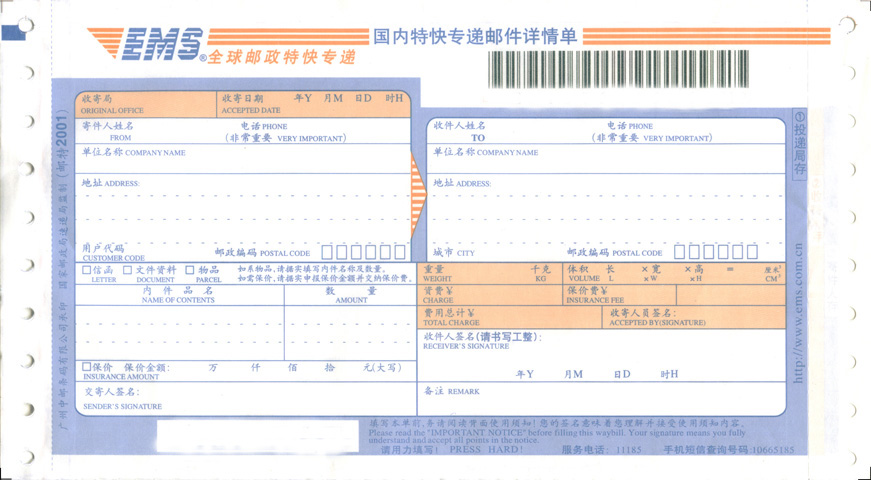 EMS® 全球邮政特快专递
国内特快专递邮件详情单
收寄局
ORIGINAL OFFICE
收寄日期 年Y 月M 日D 时H
ACCEPTED DATE
寄件人姓名
FROM
电话 PHONE
(非常重要 VERY IMPORTANT)
单位名称 COMPANY NAME
地址 ADDRESS:
用户代码
CUSTOMER CODE
邮政编码 POSTAL CODE
收件人姓名
TO
电话 PHONE
(非常重要 VERY IMPORTANT)
单位名称 COMPANY NAME
地址 ADDRESS:
城市 CITY
邮政编码 POSTAL CODE
信函
LETTER
文件资料
DOCUMENT
物品
PARCEL
如系物品,请据实填写内件名称及数量。
如需保价,请据实申报保价金额并交纳保价费。
内件品名
NAME OF CONTENTS
数量
AMOUNT
保价 保价金额: 万 仟 佰 拾 元(大写)
INSURANCE AMOUNT
交寄人签名:
SENDER'S SIGNATURE
重量 千克
WEIGHT KG
体积 长 ×宽 ×高 = 厘米³
VOLUME L ×W ×H CM³
资费¥
CHARGE
保价费¥
INSURANCE FEE
费用总计¥
TOTAL CHARGE
收寄人员签名:
ACCEPTED BY(SIGNATURE)
收件人签名(请书写工整):
RECEIVER'S SIGNATURE
年Y 月M 日D 时H
备注 REMARK
填写本单前,务请阅读背面使用须知!您的签名意味着您理解并接受使用须知内容。
Please read the "IMPORTANT NOTICE" before filling this waybill. Your signature means you fully
understand and accept all points in the notice.
请用力填写! PRESS HARD! 服务电话: 11185 手机短信查询号码:10665185
广州中邮条码有限公司承印 国家邮政局速递局监制(邮特2001)
①投递局存
http://www.ems.com.cn